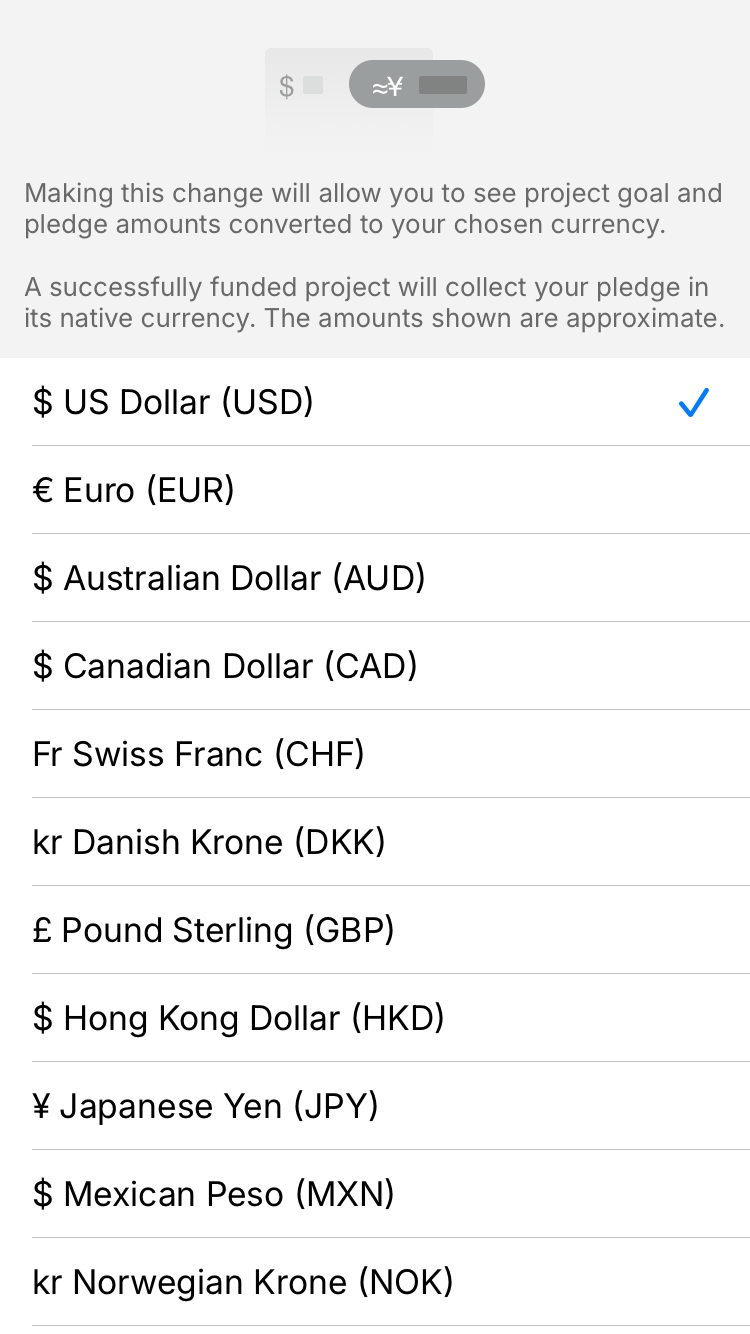 $ ≈¥
Making this change will allow you to see project goal and
pledge amounts converted to your chosen currency.
A successfully funded project will collect your pledge in
its native currency. The amounts shown are approximate.
$ US Dollar (USD)
€ Euro (EUR)
$ Australian Dollar (AUD)
$ Canadian Dollar (CAD)
Fr Swiss Franc (CHF)
kr Danish Krone (DKK)
£ Pound Sterling (GBP)
$ Hong Kong Dollar (HKD)
¥ Japanese Yen (JPY)
$ Mexican Peso (MXN)
kr Norwegian Krone (NOK)